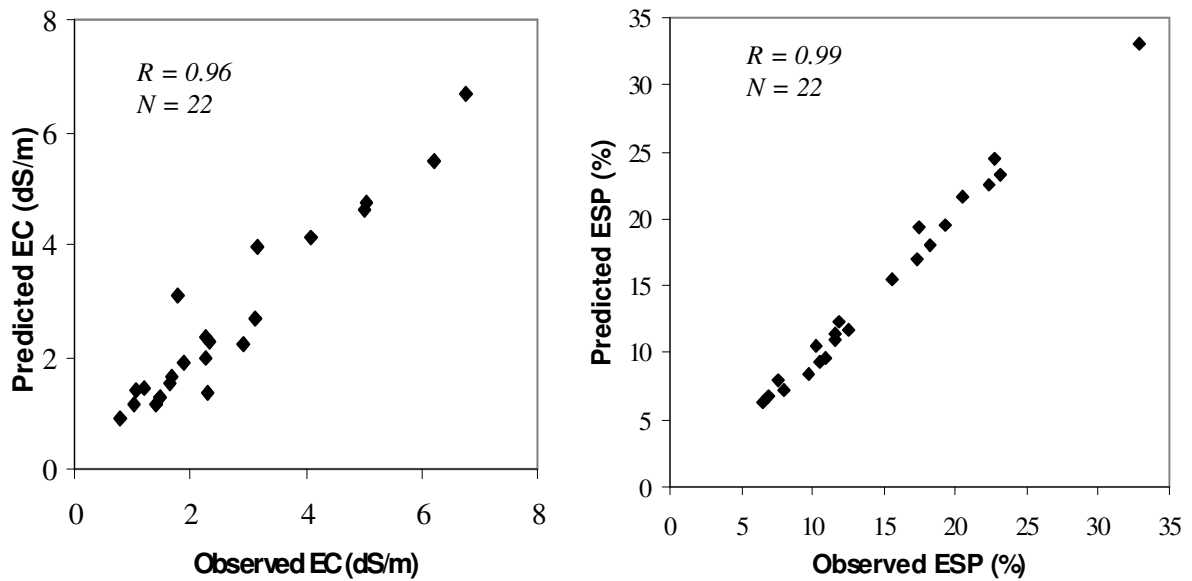 R = 0.96
N = 22
Predicted EC (dS/m)
8
6
4
2
0
0 2 4 6 8
Observed EC (dS/m)
R = 0.99
N = 22
Predicted ESP (%)
35
30
25
20
15
10
5
0
0 5 10 15 20 25 30 35
Observed ESP (%)